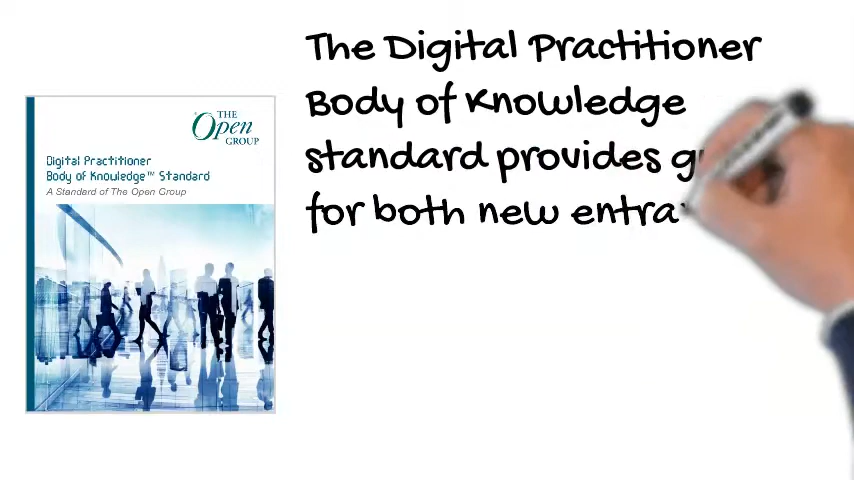 THE
Open
GROUP
Digital Practitioner
Body of Knowledge™ Standard
A Standard of The Open Group
The Digital Practitioner
Body of Knowledge
standard provides
for both new